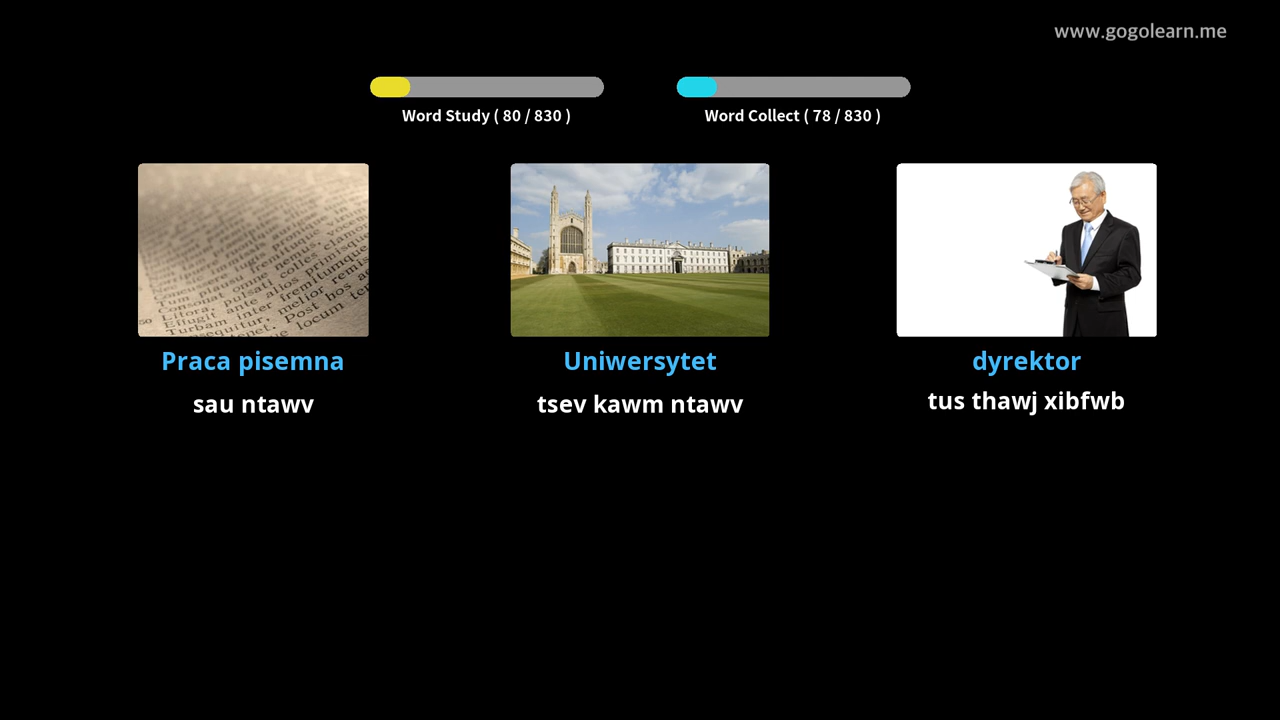 www.gogolearn.me
Word Study ( 80 / 830 )
Word Collect ( 78 / 830 )
Praca pisemna
sau ntawv
Uniwersytet
tsev kawm ntawv
dyrektor
tus thawj xibfwb